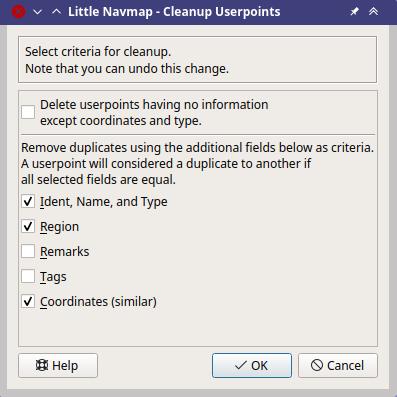 Little Navmap - Cleanup Userpoints
Select criteria for cleanup.
Note that you can undo this change.
Delete userpoints having no information
except coordinates and type.
Remove duplicates using the additional fields below as criteria.
A userpoint will considered a duplicate to another if
all selected fields are equal.
Ident, Name, and Type
Region
Remarks
Tags
Coordinates (similar)
Help
OK
Cancel